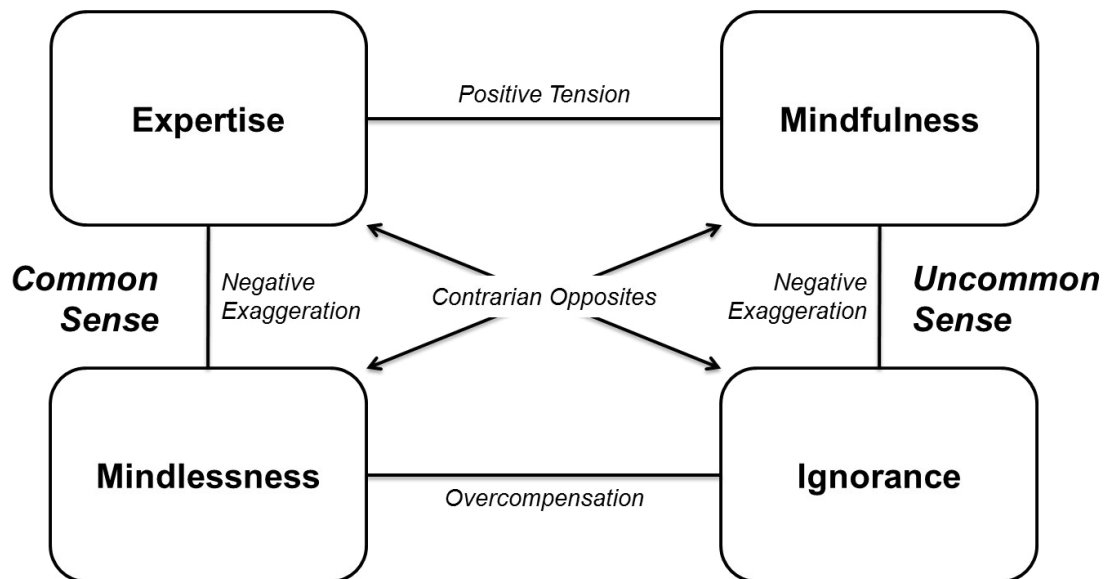 Positive Tension
Expertise
Mindfulness
Common
Sense
Negative
Exaggeration
Contrarian Opposites
Negative
Exaggeration
Uncommon
Sense
Mindlessness
Ignorance
Overcompensation